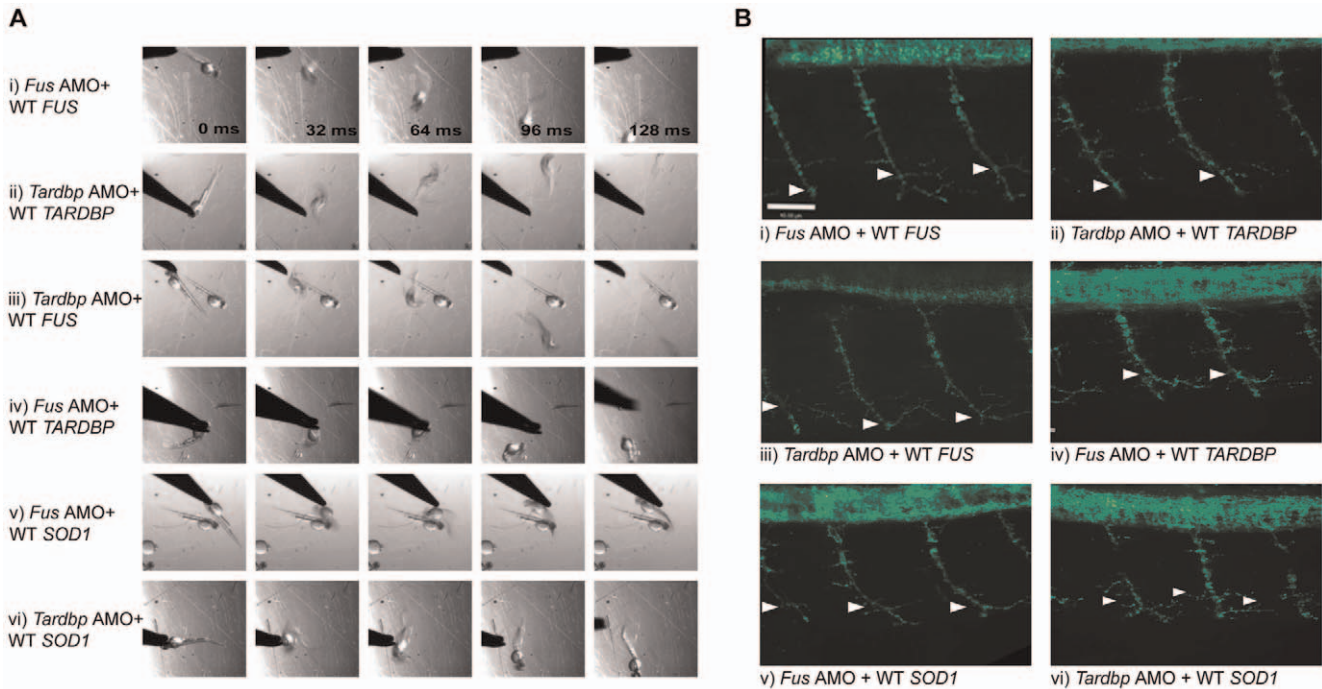 A
i) Fus AMO+
WT FUS
0 ms
32 ms
64 ms
96 ms
128 ms
ii) Tardbp AMO+
WT TARDBP
iii) Tardbp AMO+
WT FUS
iv) Fus AMO+
WT TARDBP
v) Fus AMO+
WT SOD1
vi) Tardbp AMO+
WT SOD1
B
i) Fus AMO + WT FUS
ii) Tardbp AMO + WT TARDBP
iii) Tardbp AMO + WT FUS
iv) Fus AMO + WT TARDBP
v) Fus AMO + WT SOD1
vi) Tardbp AMO + WT SOD1